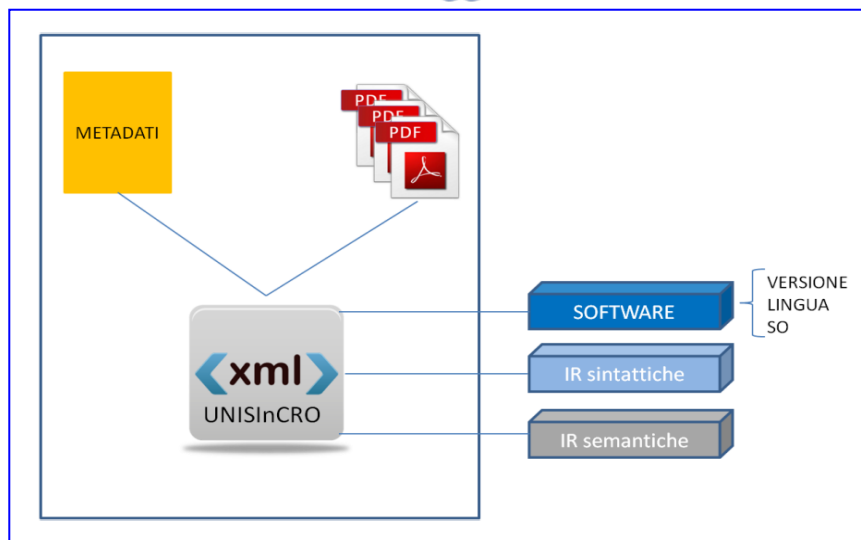 METADATI
PDF
PDF
PDF
<xml>
UNISInCRO
SOFTWARE
VERSIONE
LINGUA
SO
IR sintattiche
IR semantiche